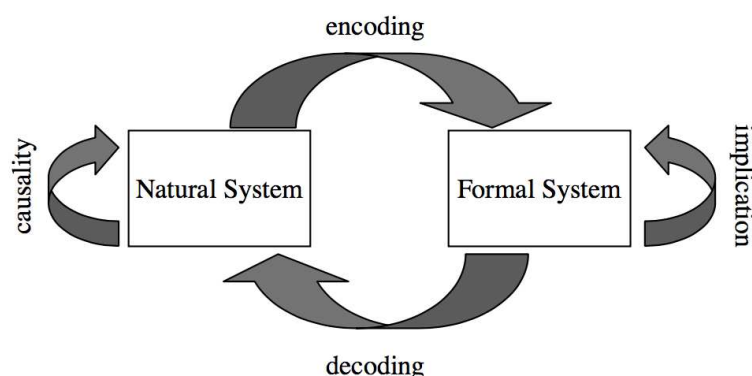 encoding
causality
Natural System
Formal System
implication
decoding